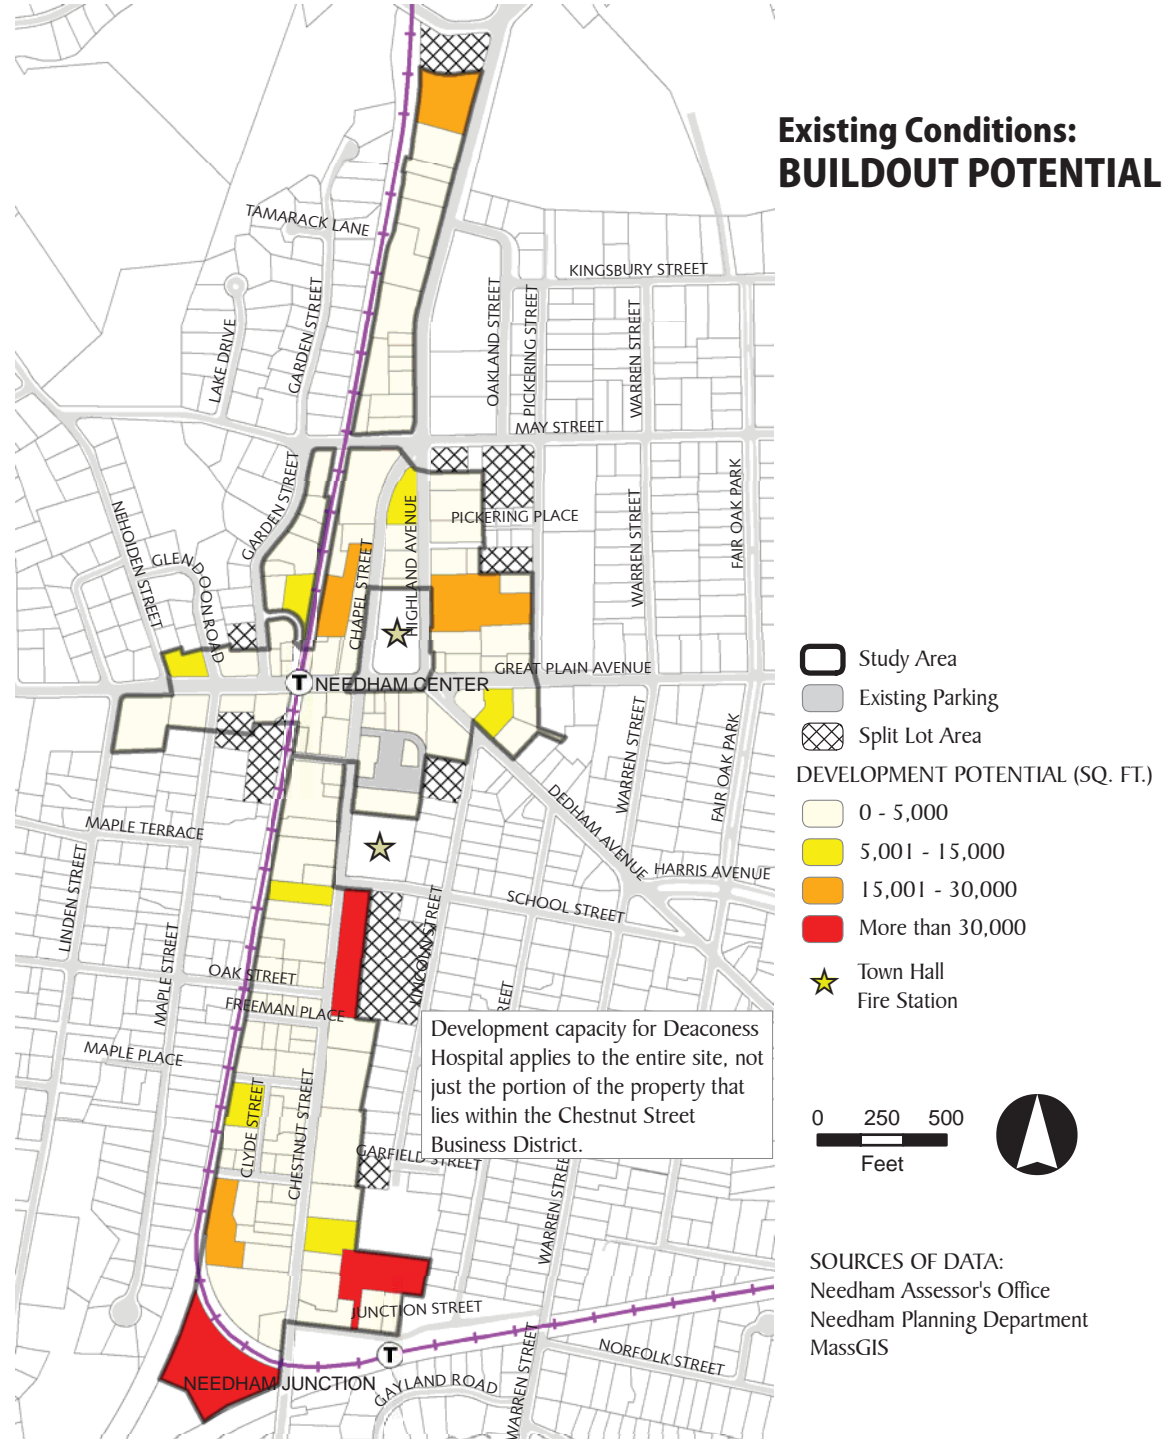 Existing Conditions:
BUILDOUT POTENTIAL
TAMARACK LANE
KINGSBURY STREET
LAKE DRIVE
GARDEN STREET
OAKLAND STREET
PICKERING STREET
WARREN STREET
MAY STREET
GARDEN STREET
NEHOIDEN STREET
GLENDOON ROAD
CHAPEL STREET
HIGHLAND AVENUE
PICKERING PLACE
WARREN STREET
FAIR OAK PARK
GREAT PLAIN AVENUE
T NEEDHAM CENTER
WARREN STREET
FAIR OAK PARK
DEDHAM AVENUE
HARRIS AVENUE
MAPLE TERRACE
LINDEN STREET
SCHOOL STREET
LINCOLN STREET
MAPLE STREET
OAK STREET
FREEMAN PLACE
REET
MAPLE PLACE
CLYDE STREET
CHESTNUT STREET
GARFIELD STREET
WARREN STREE
JUNCTION STREET
T
NEEDHAM JUNCTION
GAYLAND ROAD
WARREN STREET
NORFOLK STREET
Development capacity for Deaconess
Hospital applies to the entire site, not
just the portion of the property that
lies within the Chestnut Street
Business District.
Study Area
Existing Parking
Split Lot Area
DEVELOPMENT POTENTIAL (SQ. FT.)
0 - 5,000
5,001 - 15,000
15,001 - 30,000
More than 30,000
Town Hall
Fire Station
0 250 500
Feet
SOURCES OF DATA:
Needham Assessor's Office
Needham Planning Department
MassGIS